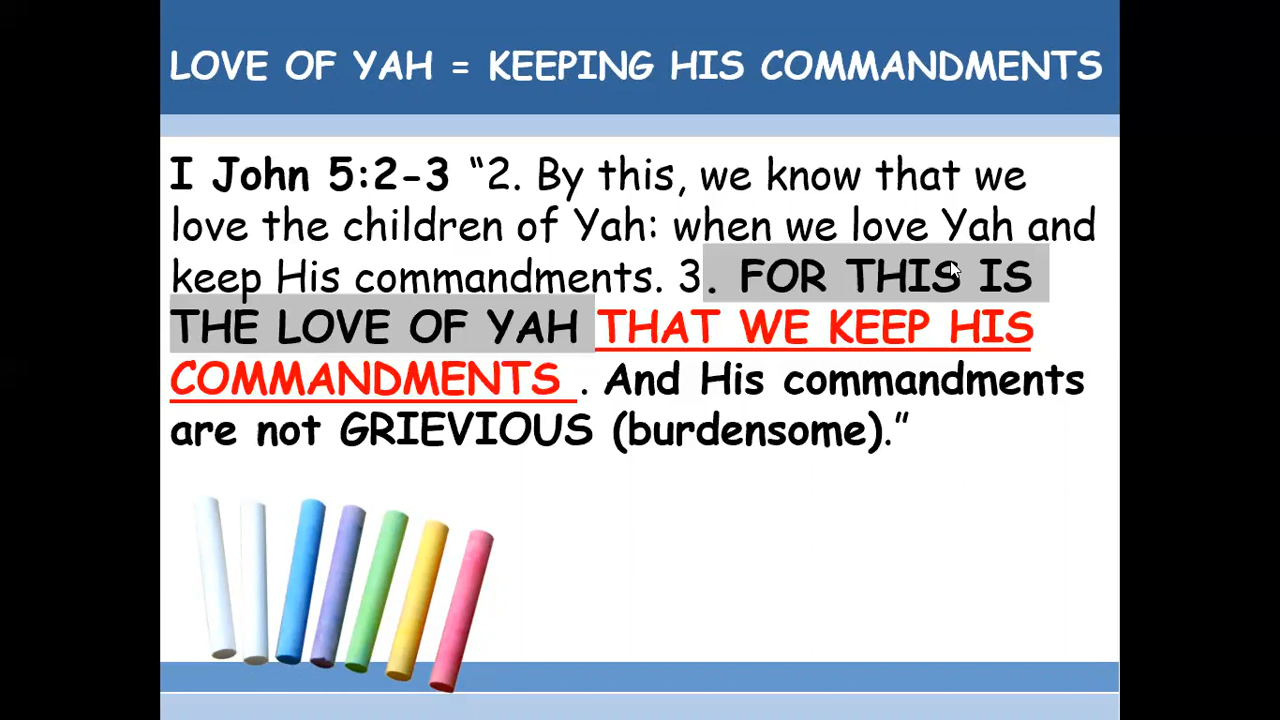 LOVE OF YAH = KEEPING HIS COMMANDMENTS
I John 5:2-3 “2. By this, we know that we
love the children of Yah: when we love Yah and
keep His commandments. 3. FOR THIS IS
THE LOVE OF YAH THAT WE KEEP HIS
COMMANDMENTS . And His commandments
are not GRIEVIOUS (burdensome).”